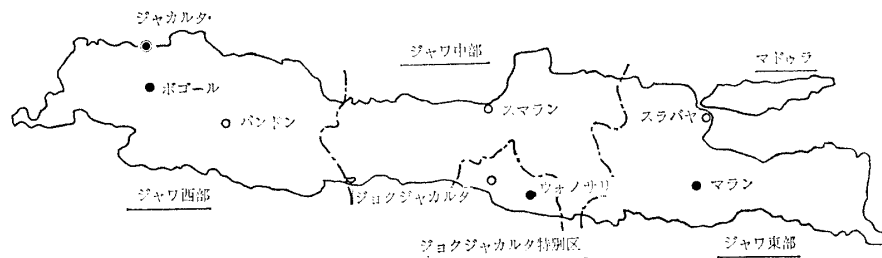 ジャカルタ
ジャワ中部
マドゥラ
ボゴール
スマラン
スラバヤ
バンドン
ジャワ西部
ジョクジャカルタ
ウォノサリ
マラン
ジョクジャカルタ特別区
ジャワ東部